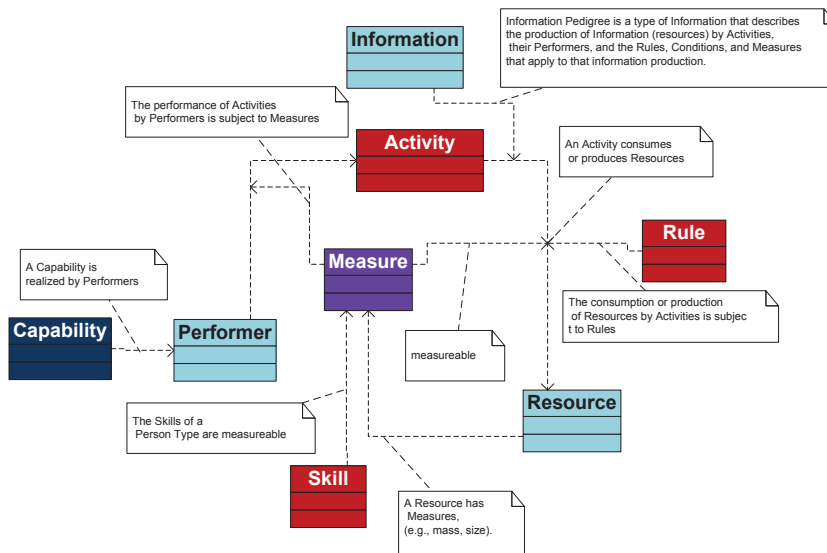 Information Pedigree is a type of Information that describes
the production of Information (resources) by Activities,
their Performers, and the Rules, Conditions, and Measures
that apply to that information production.
Information
The performance of Activities
by Performers is subject to Measures
Activity
An Activity consumes
or produces Resources
Rule
Measure
A Capability is
realized by Performers
The consumption or production
of Resources by Activities is subjec
t to Rules
Capability
Performer
measureable
Resource
The Skills of a
Person Type are measureable
Skill
A Resource has
Measures,
(e.g., mass, size).